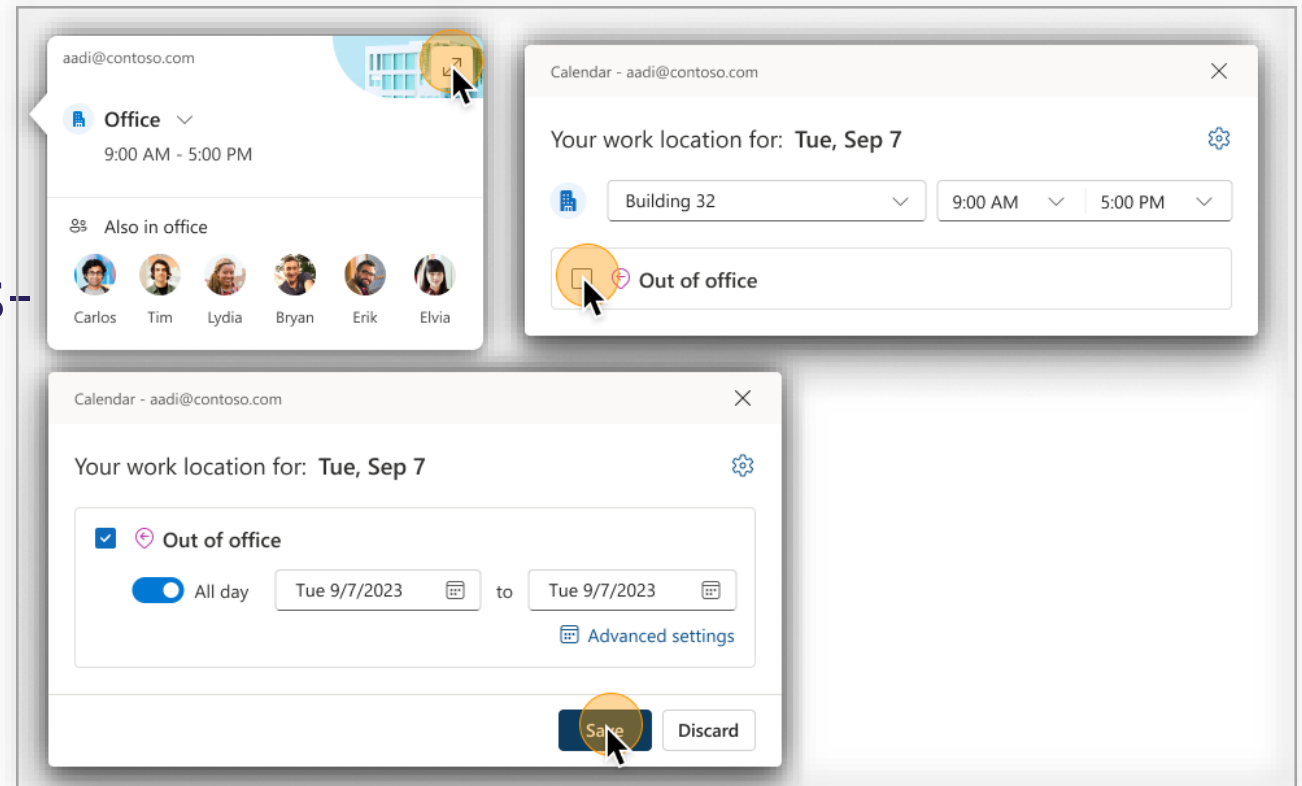 aadi@contoso.com
Office
9:00 AM - 5:00 PM
Also in office
Carlos Tim Lydia Bryan Erik Elvia
Calendar - aadi@contoso.com
Your work location for: Tue, Sep 7
Building 32 9:00 AM 5:00 PM
Out of office
Calendar - aadi@contoso.com
Your work location for: Tue, Sep 7
Out of office
All day Tue 9/7/2023 to Tue 9/7/2023
Advanced settings
Save Discard